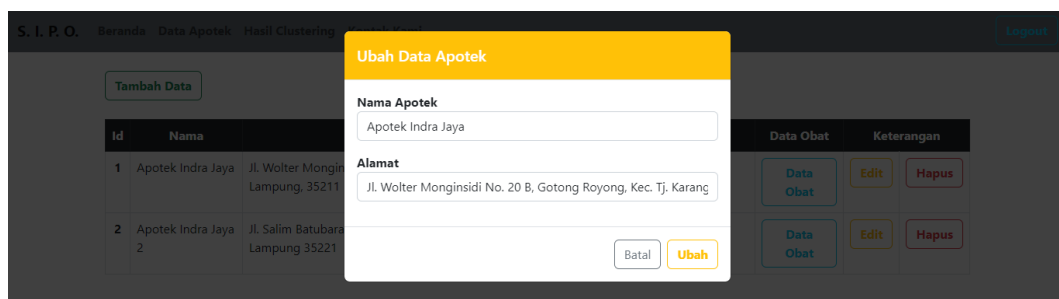 S. I. P. O. Beranda Data Apotek Hasil Clustering Kontak Kami Logout
Ubah Data Apotek
Tambah Data
Nama Apotek
Apotek Indra Jaya
Alamat
Jl. Wolter Monginsidi No. 20 B, Gotong Royong, Kec. Tj. Karang
Batal Ubah
Id Nama Data Obat Keterangan
1 Apotek Indra Jaya Jl. Wolter Mongin Data Obat Edit Hapus
Lampung, 35211
2 Apotek Indra Jaya 2 Jl. Salim Batubara Data Obat Edit Hapus
Lampung 35221